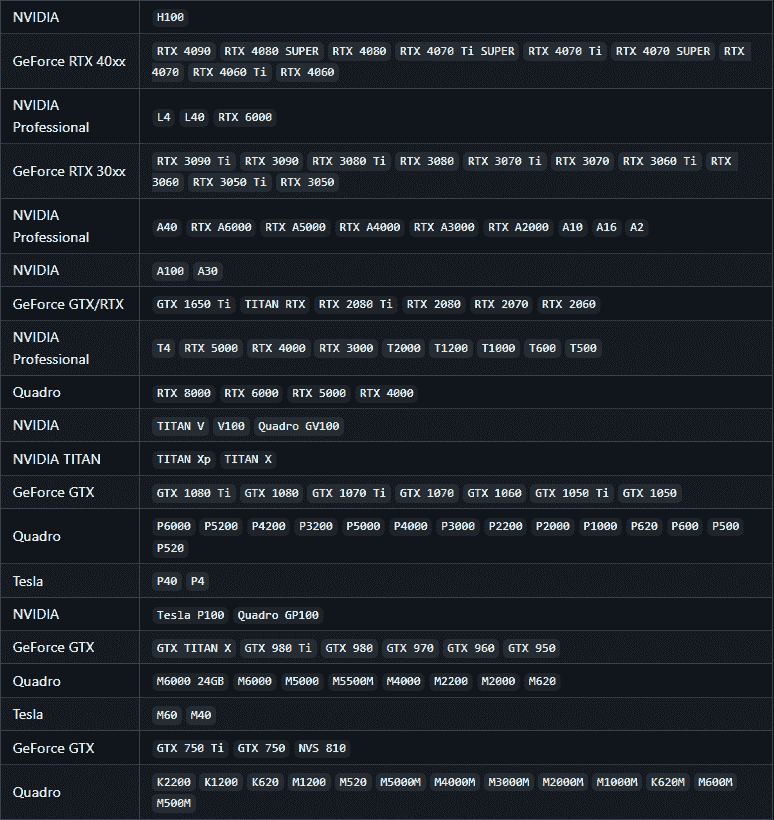 NVIDIA
H100
GeForce RTX 40xx
RTX 4090 RTX 4080 SUPER RTX 4080 RTX 4070 Ti SUPER RTX 4070 Ti RTX 4070 SUPER RTX
4070 RTX 4060 Ti RTX 4060
NVIDIA
Professional
L4 L40 RTX 6000
GeForce RTX 30xx
RTX 3090 Ti RTX 3090 RTX 3080 Ti RTX 3080 RTX 3070 Ti RTX 3070 RTX 3060 Ti RTX
3060 RTX 3050 Ti RTX 3050
NVIDIA
Professional
A40 RTX A6000 RTX A5000 RTX A4000 RTX A3000 RTX A2000 A10 A16 A2
NVIDIA
A100 A30
GeForce GTX/RTX
GTX 1650 Ti TITAN RTX RTX 2080 Ti RTX 2080 RTX 2070 RTX 2060
NVIDIA
Professional
T4 RTX 5000 RTX 4000 RTX 3000 T2000 T1200 T1000 T600 T500
Quadro
RTX 8000 RTX 6000 RTX 5000 RTX 4000
NVIDIA
TITAN V V100 Quadro GV100
NVIDIA TITAN
TITAN Xp TITAN X
GeForce GTX
GTX 1080 Ti GTX 1080 GTX 1070 Ti GTX 1070 GTX 1060 GTX 1050 Ti GTX 1050
Quadro
P6000 P5200 P4200 P3200 P5000 P4000 P3000 P2200 P2000 P1000 P620 P600 P500
P520
Tesla
P40 P4
NVIDIA
Tesla P100 Quadro GP100
GeForce GTX
GTX TITAN X GTX 980 Ti GTX 980 GTX 970 GTX 960 GTX 950
Quadro
M6000 24GB M6000 M5000 M5500M M4000 M2200 M2000 M620
Tesla
M60 M40
GeForce GTX
GTX 750 Ti GTX 750 NVS 810
Quadro
K2200 K1200 K620 M1200 M520 M5000M M4000M M3000M M2000M M1000M K620M M600M
M500M